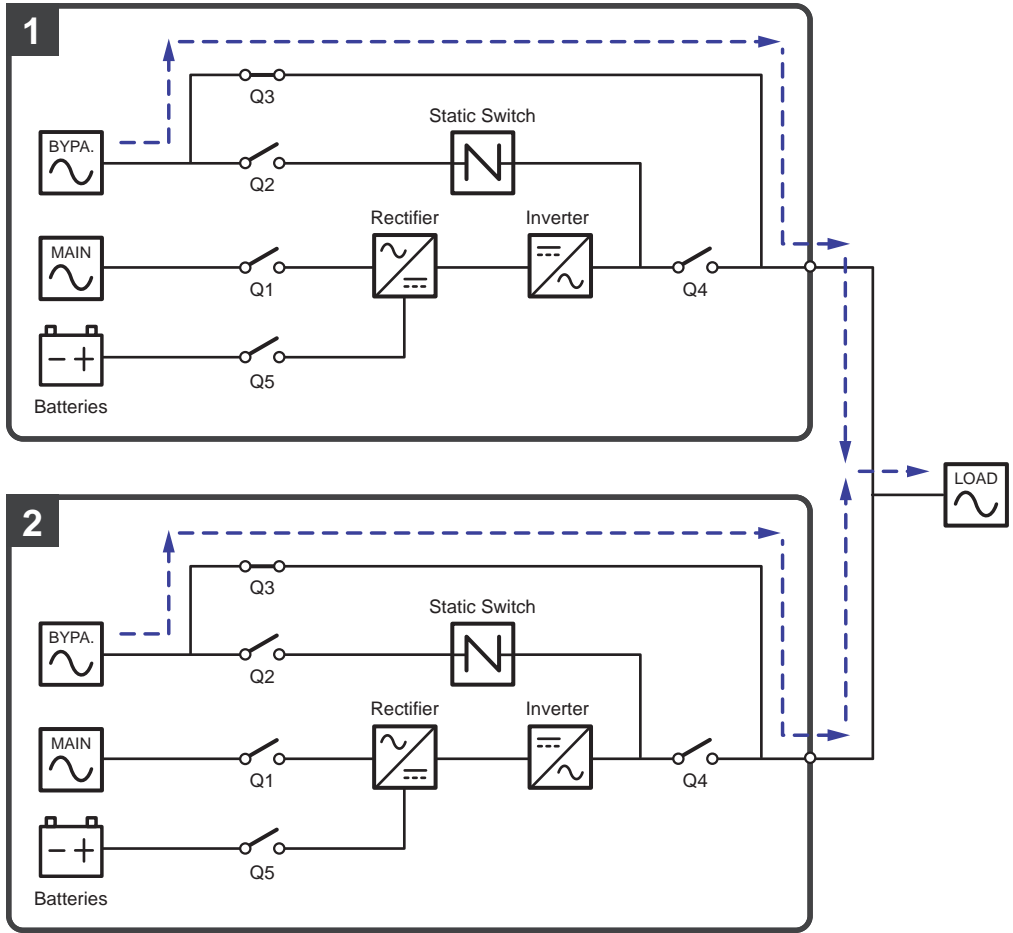 1
Q3
Static Switch
BYPA.
Q2
Rectifier
Inverter
MAIN
Q1
Q4
Q5
Batteries
LOAD
2
Q3
Static Switch
BYPA.
Q2
Rectifier
Inverter
MAIN
Q1
Q4
Q5
Batteries